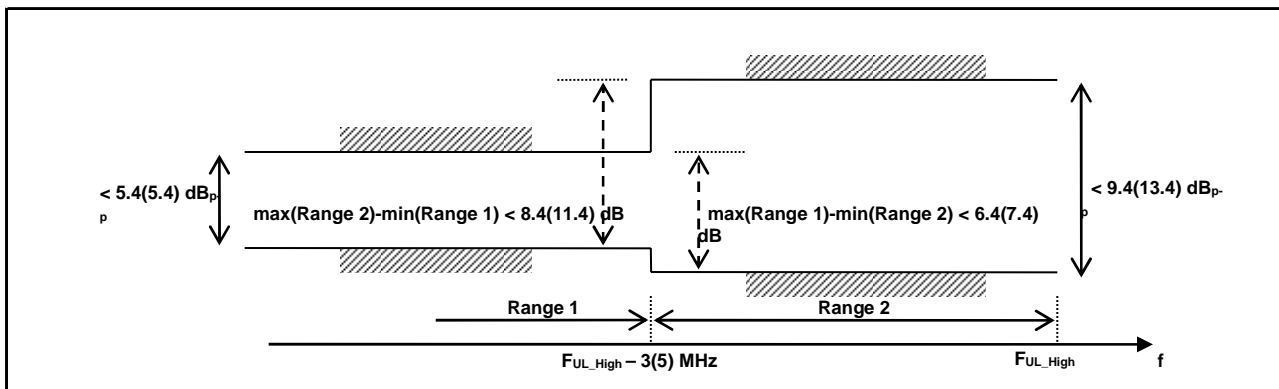 < 5.4(5.4) dBp-
p
max(Range 2)-min(Range 1) < 8.4(11.4) dB
max(Range 1)-min(Range 2) < 6.4(7.4)
dB
< 9.4(13.4) dBp-
p
Range 1
Range 2
FUL_High – 3(5) MHz
FUL_High
f